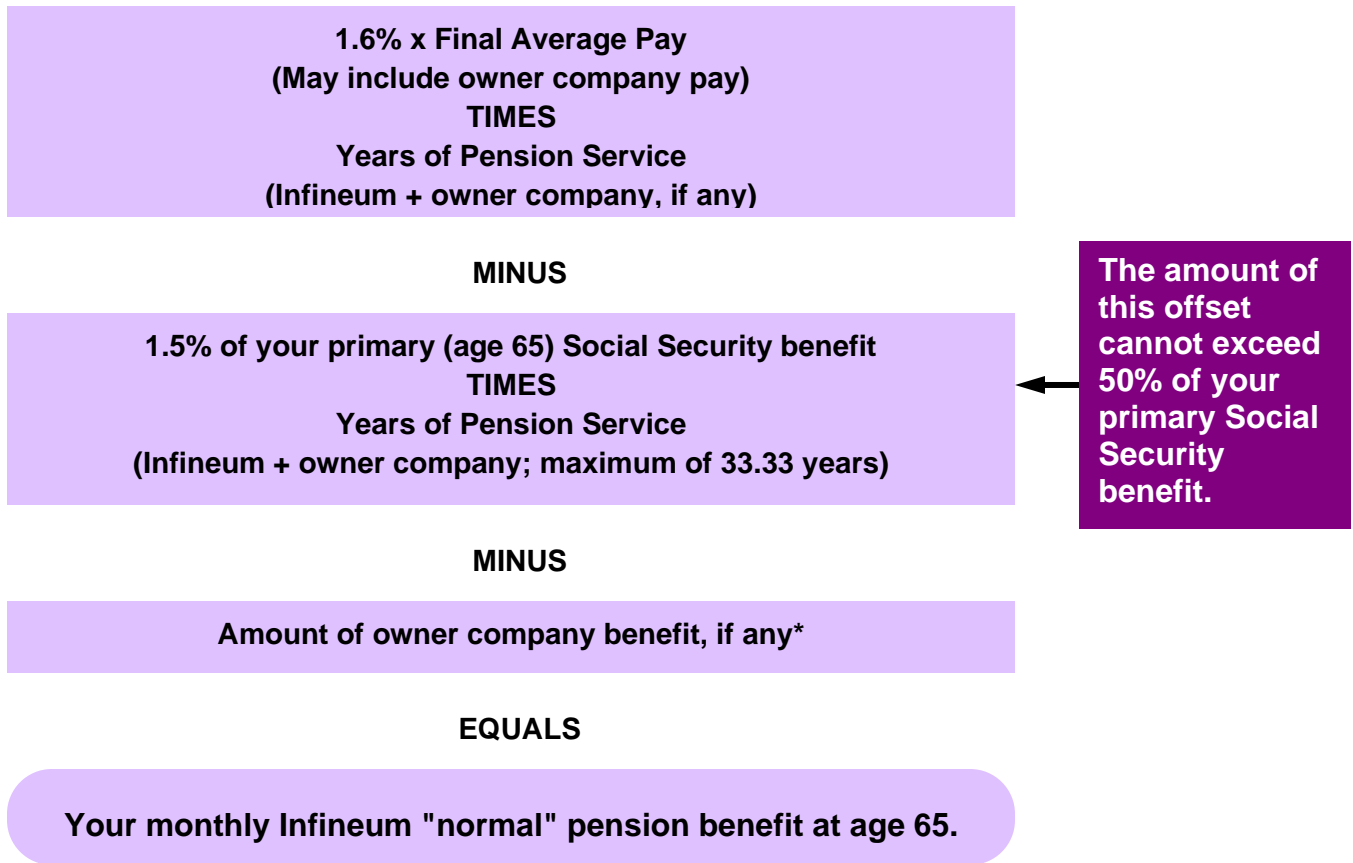 1.6% x Final Average Pay
(May include owner company pay)
TIMES
Years of Pension Service
(Infineum + owner company, if any)
MINUS
1.5% of your primary (age 65) Social Security benefit
TIMES
Years of Pension Service
(Infineum + owner company; maximum of 33.33 years)
The amount of
this offset
cannot exceed
50% of your
primary Social
Security
benefit.
MINUS
Amount of owner company benefit, if any*
EQUALS
Your monthly Infineum "normal" pension benefit at age 65.